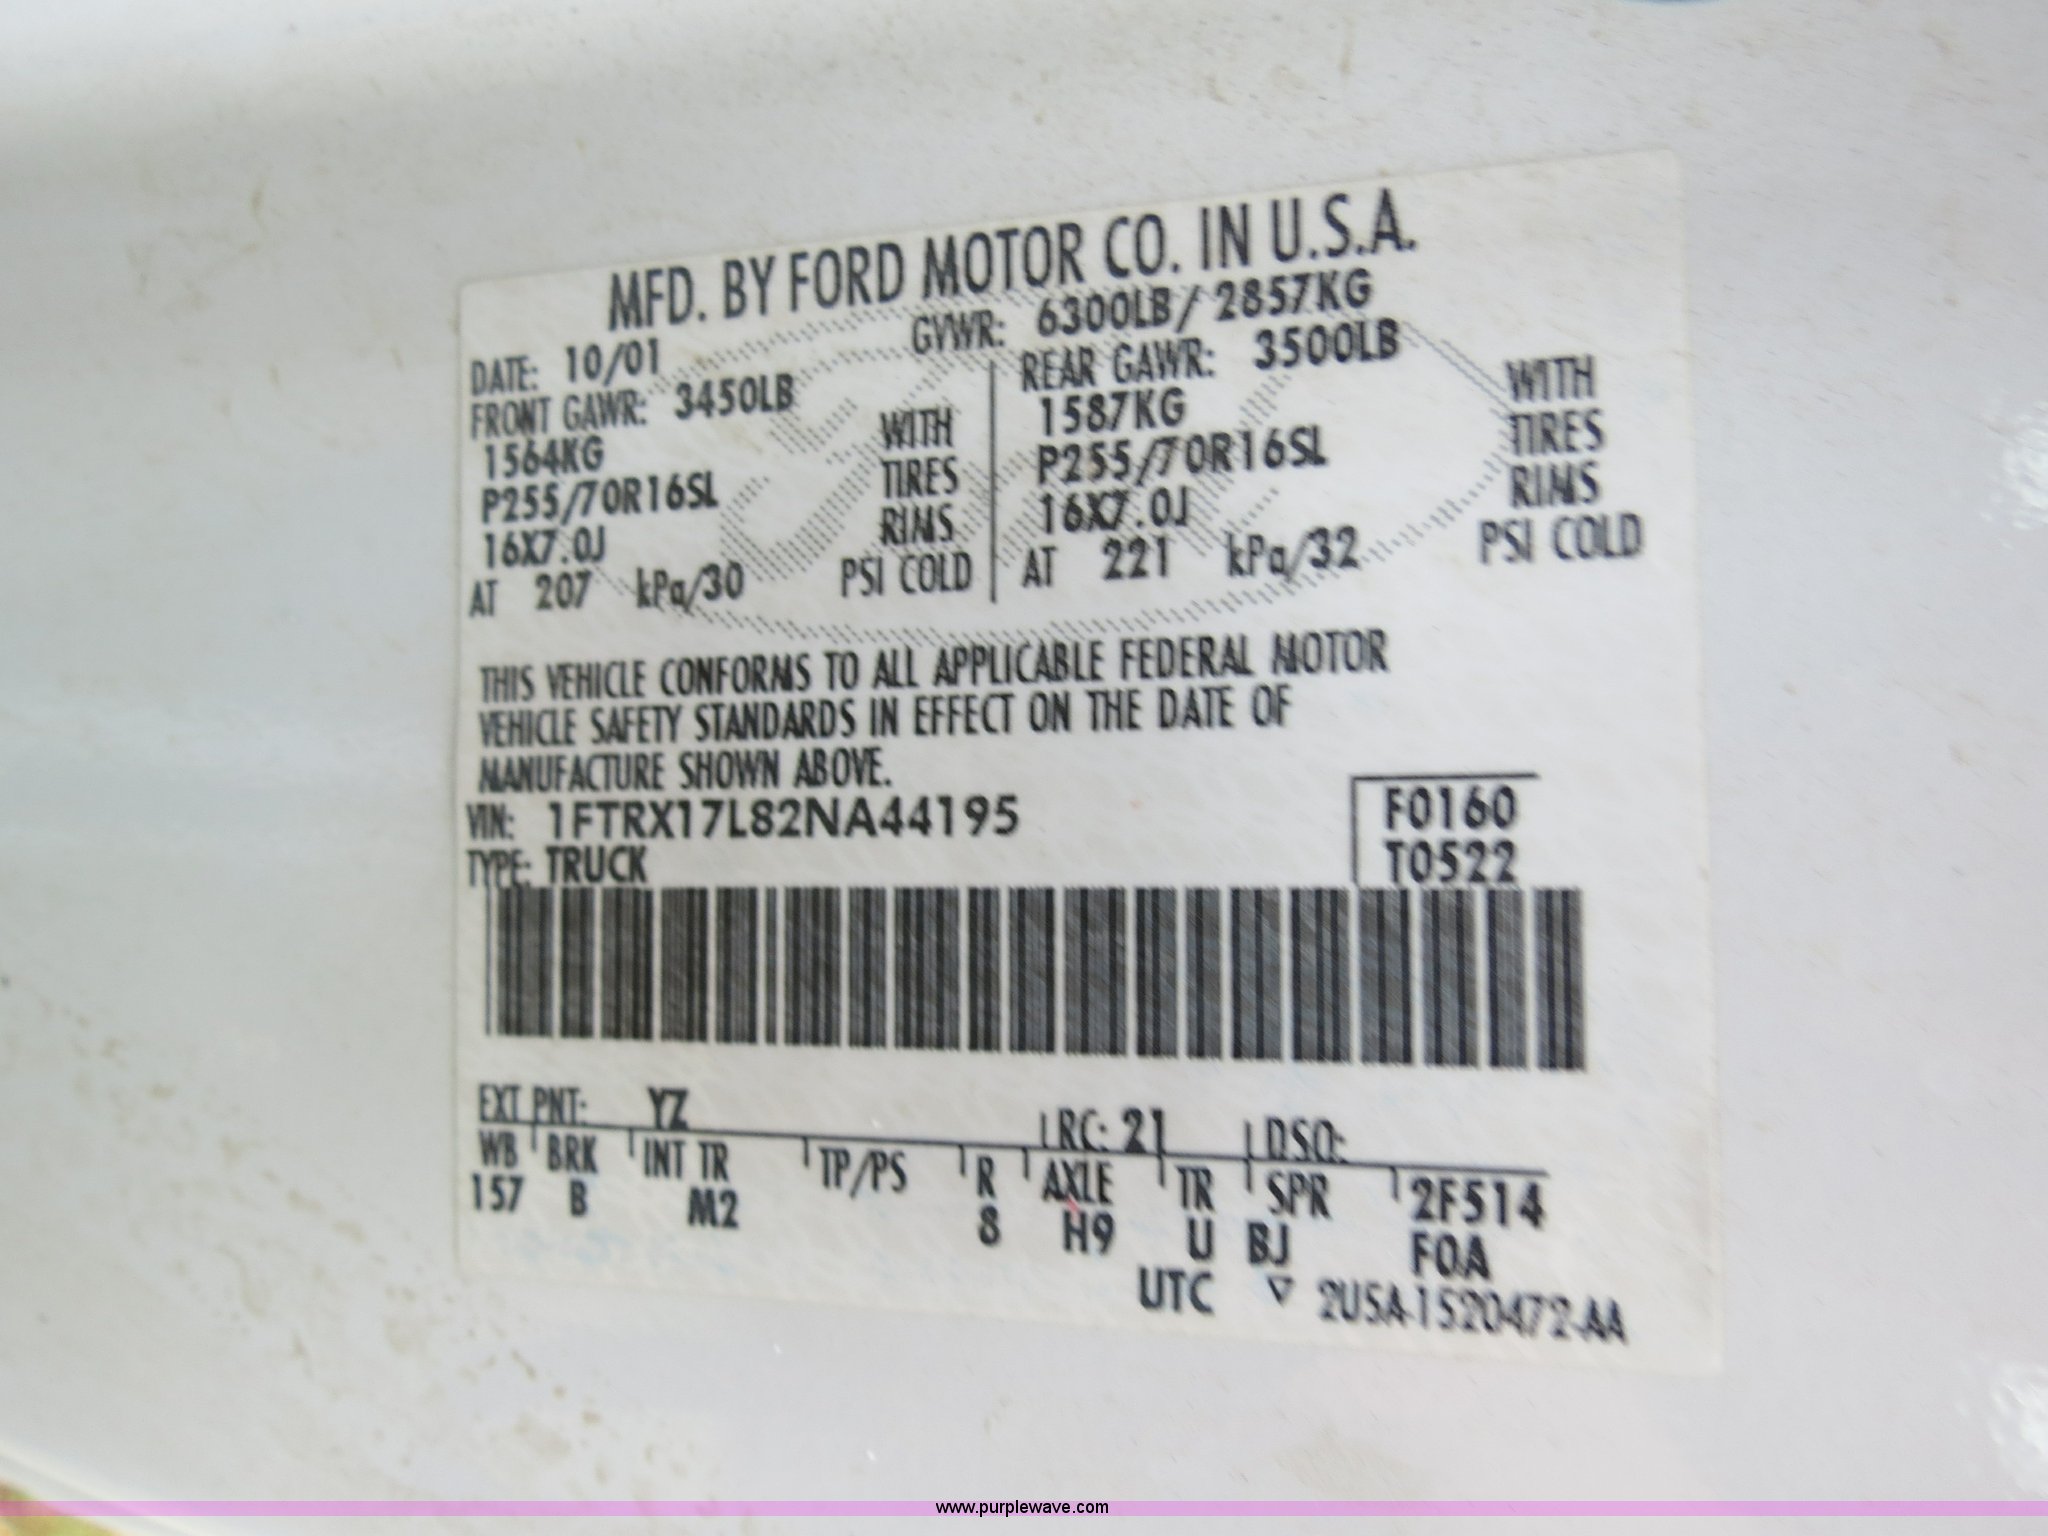 MFD. BY FORD MOTOR CO. IN U.S.A.
DATE: 10/01 GVWR: 6300LB / 2857KG
FRONT GAWR: 3450LB REAR GAWR: 3500LB
1564KG WITH 1587KG WITH
P255/70R16SL TIRES P255/70R16SL TIRES
16X7.0J RIMS 16X7.0J RIMS
AT 207 kPa/30 PSI COLD AT 221 kPa/32 PSI COLD
THIS VEHICLE CONFORMS TO ALL APPLICABLE FEDERAL MOTOR
VEHICLE SAFETY STANDARDS IN EFFECT ON THE DATE OF
MANUFACTURE SHOWN ABOVE.
VIN: 1FTRX17L82NA44195 F0160
TYPE: TRUCK T0522
EXT PNT: YZ RC: 21 DSO:
WB BRK INT TR TP/PS R AXLE TR SPR 2F514
157 B M2 8 H9 U BJ F0A
UTC ▽ 2U5A-1520472-AA
www.purplewave.com